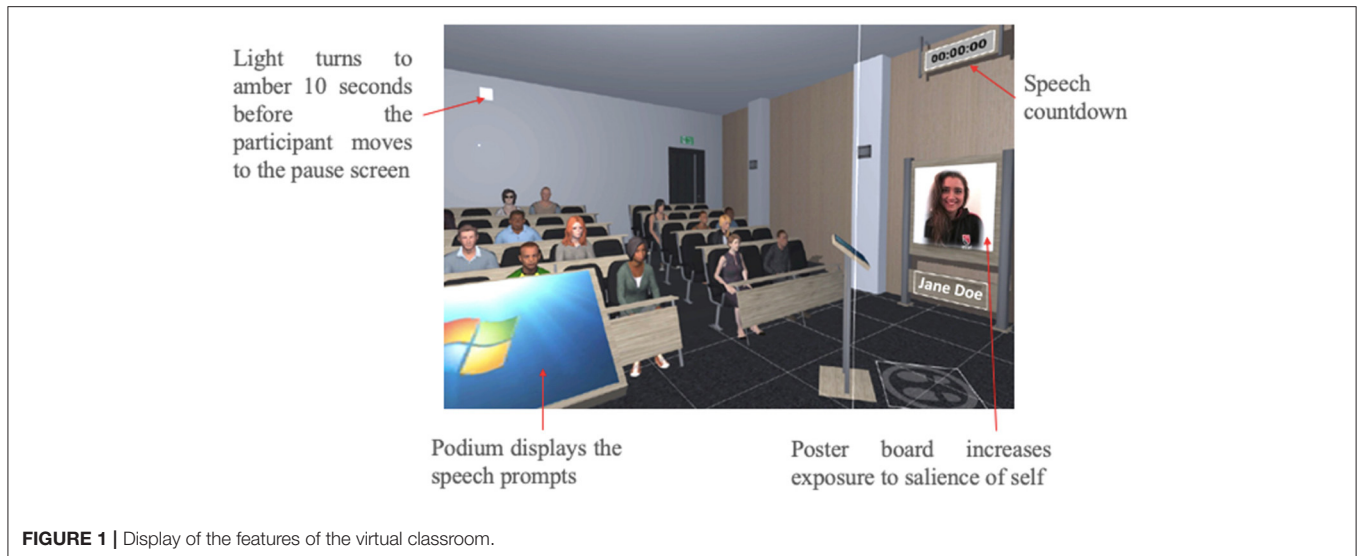 Light turns to
amber 10 seconds
before the
participant moves
to the pause screen
00:00:00
Speech
countdown
Jane Doe
Podium displays the
speech prompts
Poster board increases
exposure to salience of self
FIGURE 1 | Display of the features of the virtual classroom.